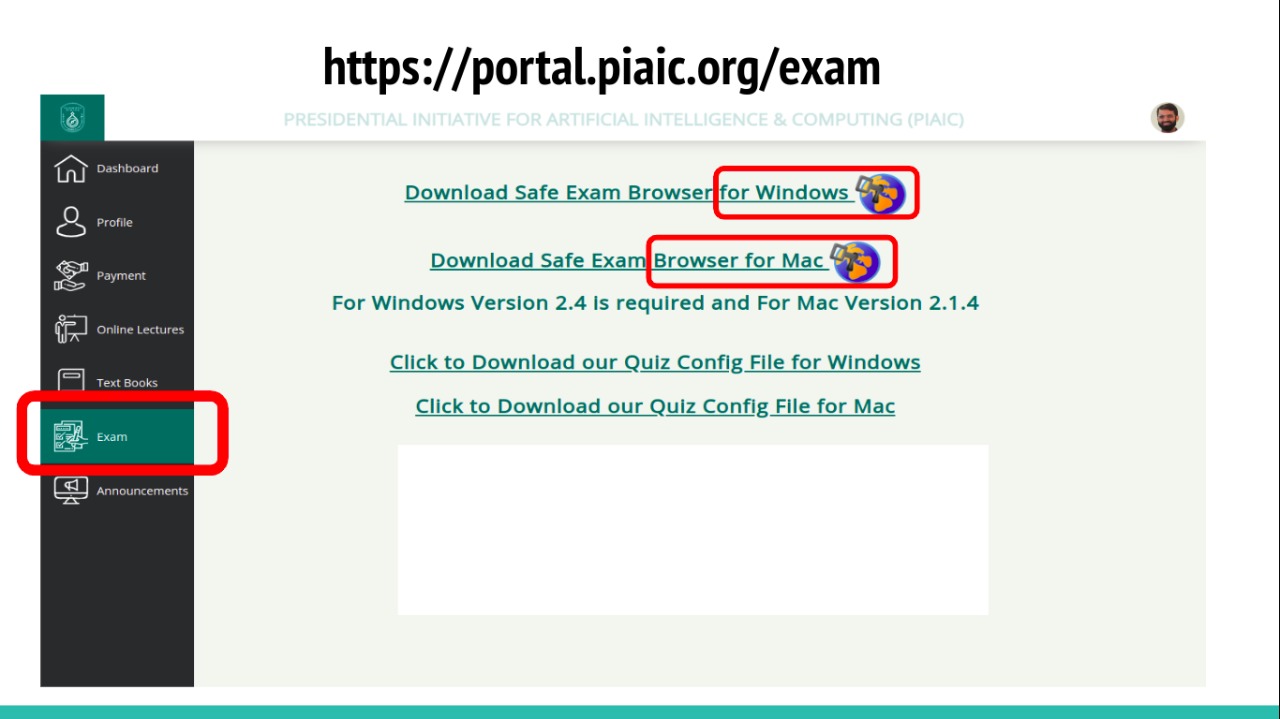 https://portal.piaic.org/exam
PRESIDENTIAL INITIATIVE FOR ARTIFICIAL INTELLIGENCE & COMPUTING (PIAIC)
Dashboard
Profile
Payment
Online Lectures
Text Books
Exam
Announcements
Download Safe Exam Browser for Windows
Download Safe Exam Browser for Mac
For Windows Version 2.4 is required and For Mac Version 2.1.4
Click to Download our Quiz Config File for Windows
Click to Download our Quiz Config File for Mac